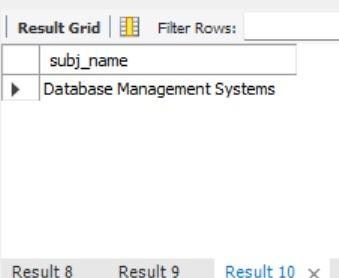 Result Grid Filter Rows:
subj_name
Database Management Systems
Result 8 Result 9 Result 10 ×